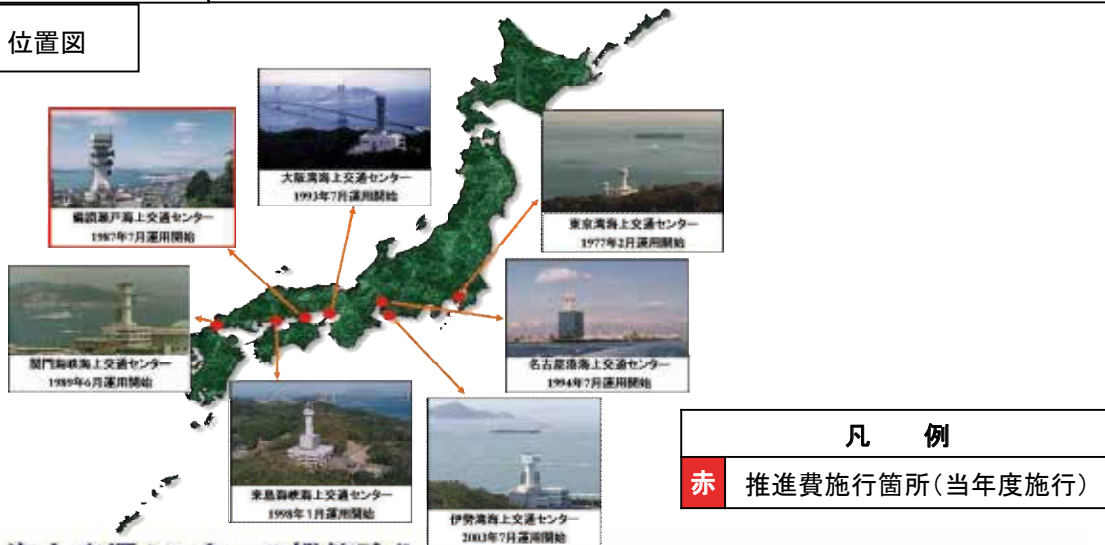 位置図
大阪湾海上交通センター
1993年7月運用開始
備讃瀬戸海上交通センター
1987年7月運用開始
東京湾海上交通センター
1977年2月運用開始
関門海峡海上交通センター
1989年6月運用開始
名古屋港海上交通センター
1994年7月運用開始
来島海峡海上交通センター
1998年1月運用開始
伊勢湾海上交通センター
2003年7月運用開始
凡 例
赤 推進費施行箇所(当年度施行)